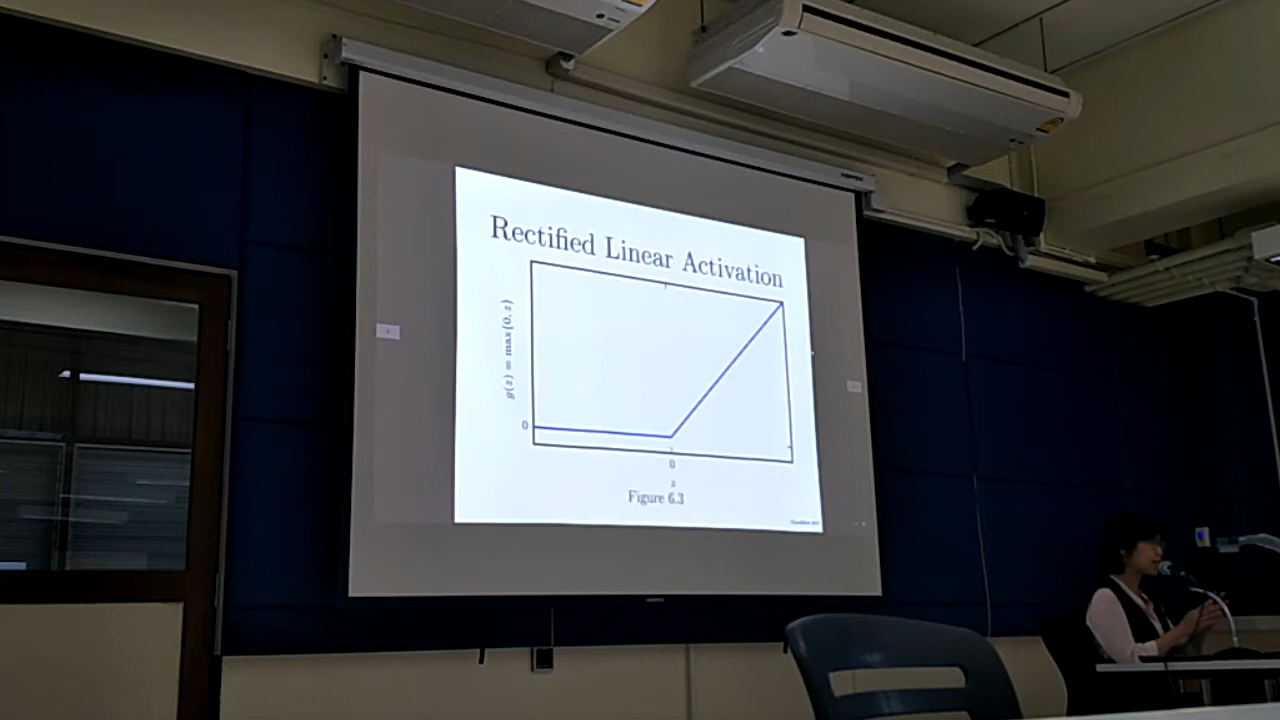 Rectified Linear Activation
g(z) = max{0, z}
0
0
z
Figure 6.3